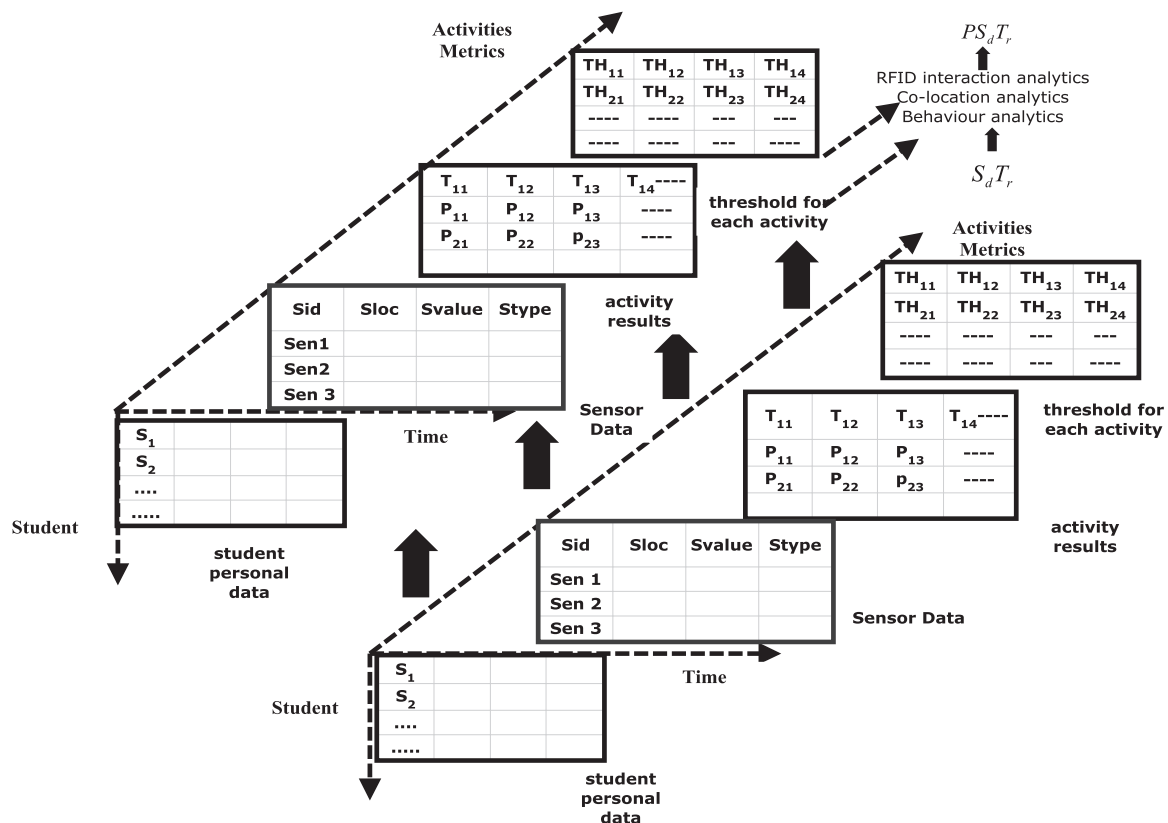 Activities
Metrics
TH₁₁ TH₁₂ TH₁₃ TH₁₄
TH₂₁ TH₂₂ TH₂₃ TH₂₄
---- ---- --- ---
---- ---- --- ----
PS_dT_r
RFID interaction analytics
Co-location analytics
Behaviour analytics
S_dT_r
T₁₁ T₁₂ T₁₃ T₁₄----
P₁₁ P₁₂ P₁₃ ----
P₂₁ P₂₂ p₂₃ ----
threshold for
each activity
Sid Sloc Svalue Stype
Sen1
Sen2
Sen 3
activity
results
Sensor
Data
Time
S₁
S₂
....
.....
Student
student
personal
data
Activities
Metrics
TH₁₁ TH₁₂ TH₁₃ TH₁₄
TH₂₁ TH₂₂ TH₂₃ TH₂₄
---- ---- --- ---
---- ---- --- ----
threshold for
each activity
T₁₁ T₁₂ T₁₃ T₁₄----
P₁₁ P₁₂ P₁₃ ----
P₂₁ P₂₂ p₂₃ ----
activity
results
Sid Sloc Svalue Stype
Sen 1
Sen 2
Sen 3
Sensor Data
Time
S₁
S₂
....
.....
Student
student
personal
data